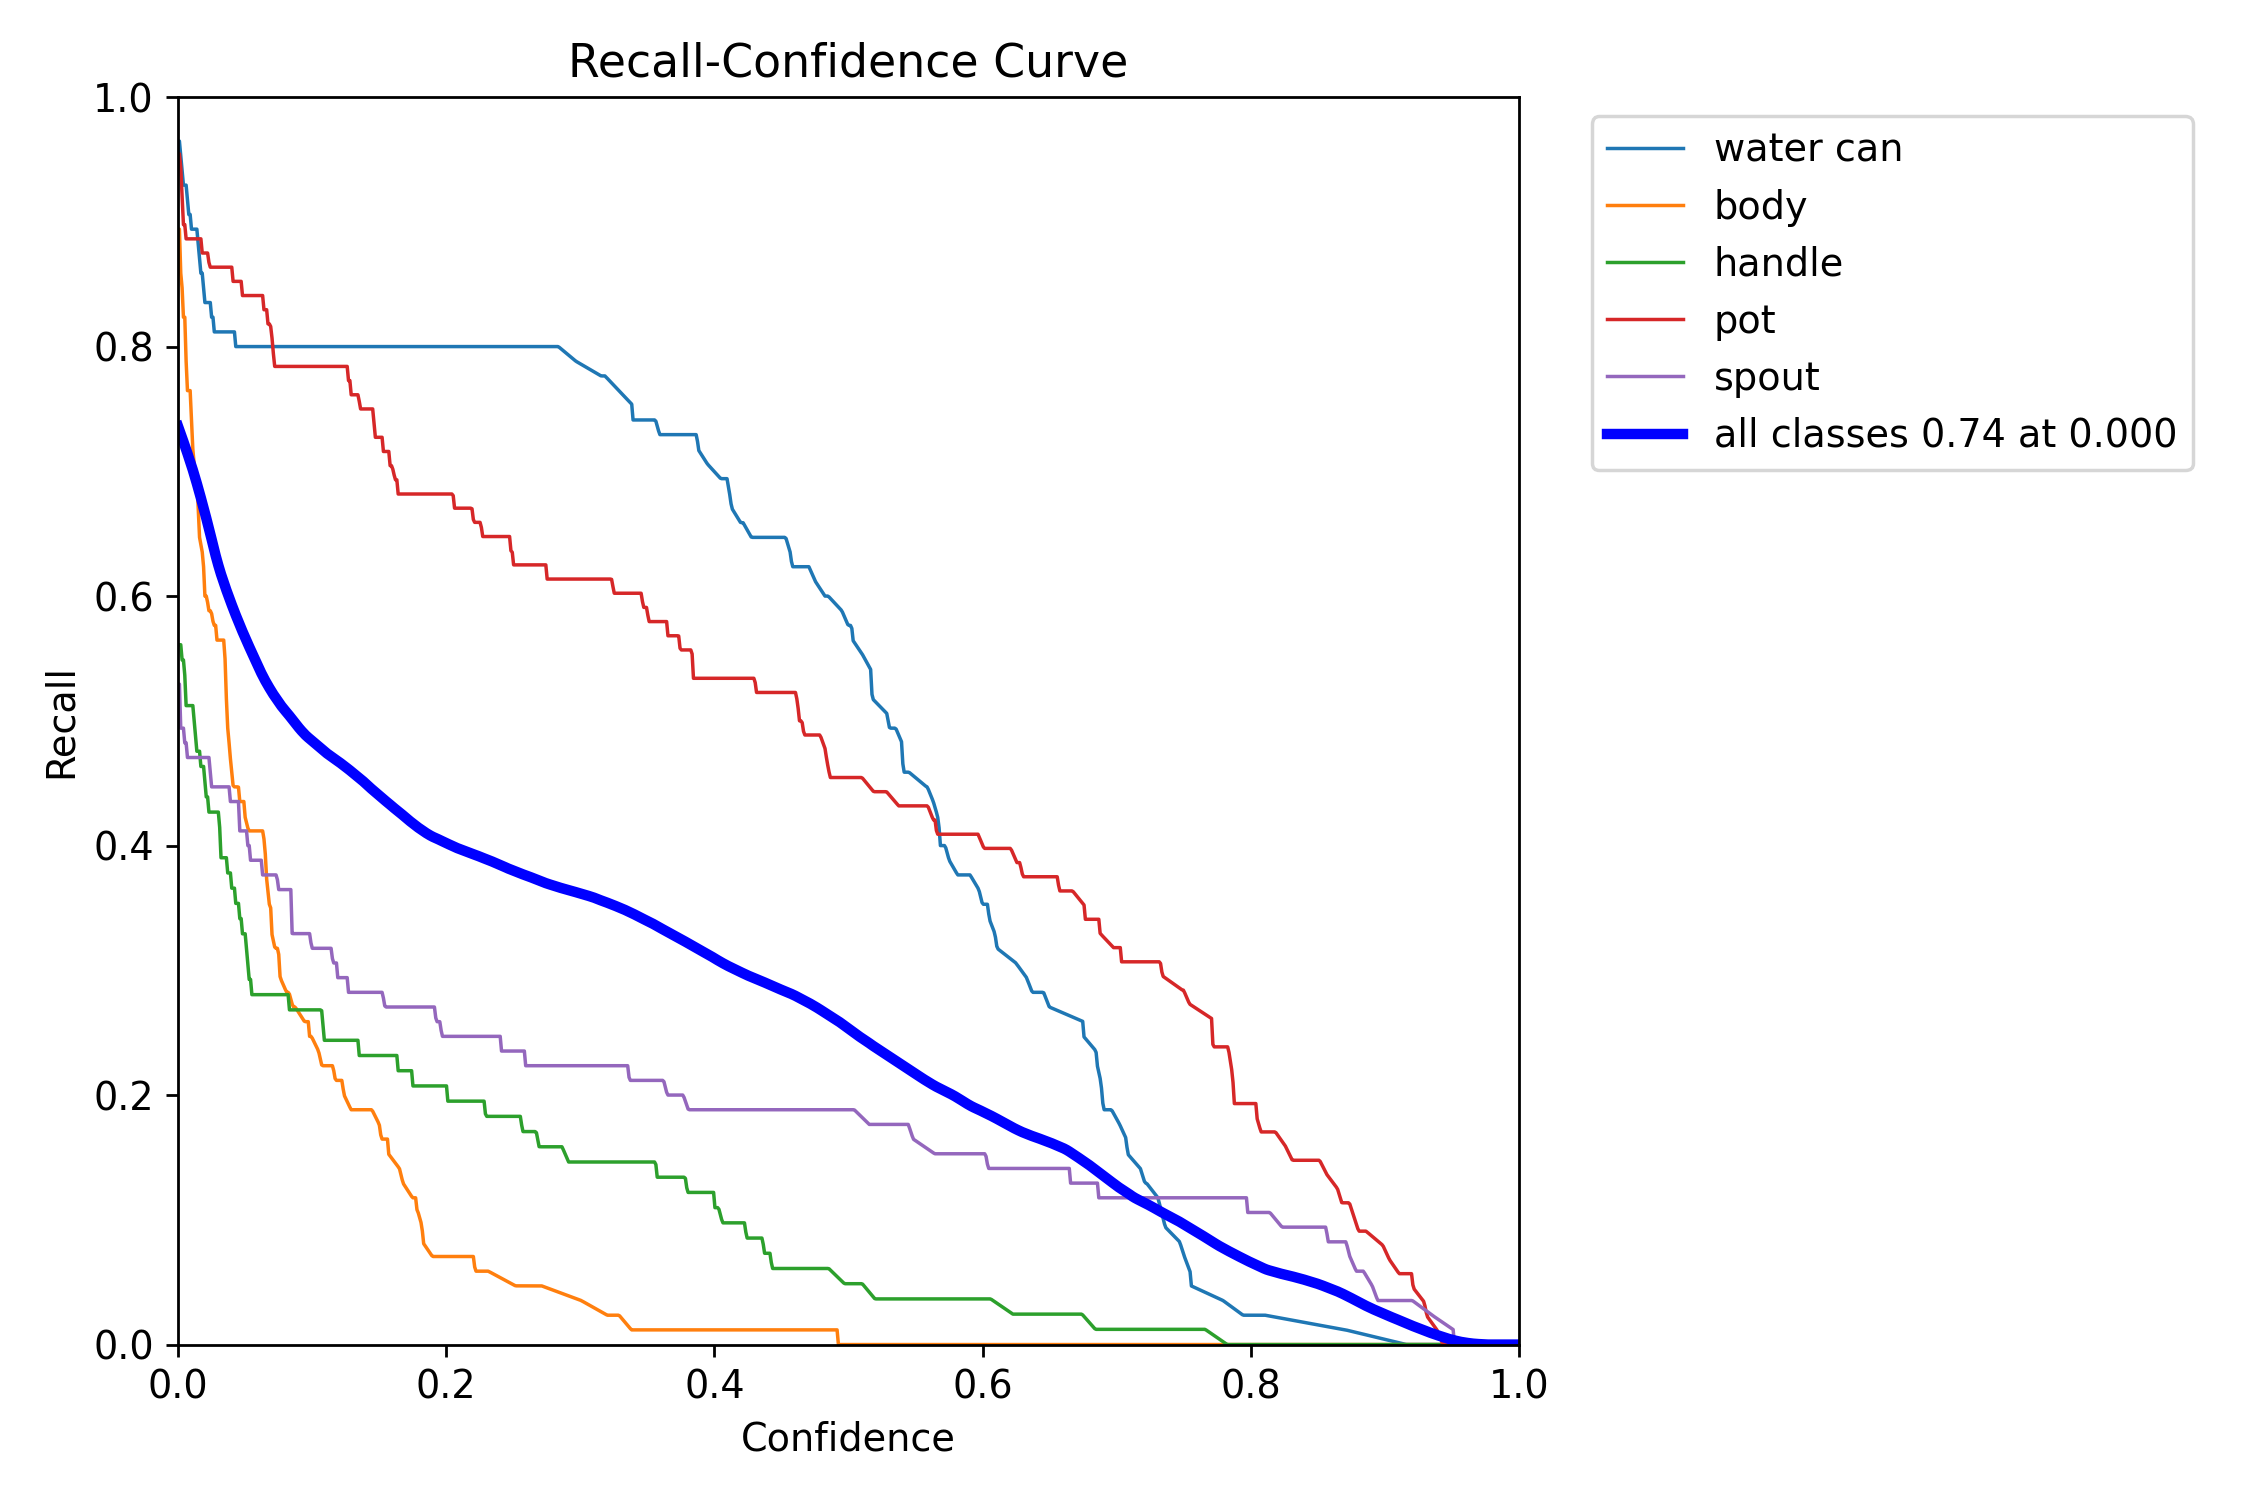 Recall-Confidence Curve
1.0
0.8
0.6
0.4
0.2
0.0
Recall
0.0 0.2 0.4 0.6 0.8 1.0
Confidence
water can
body
handle
pot
spout
all classes 0.74 at 0.000